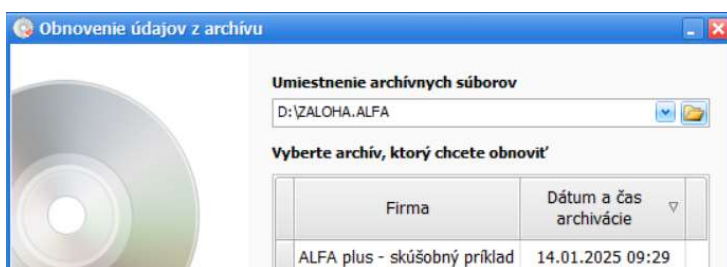 Obnovenie údajov z archívu
Umiestnenie archívnych súborov
D:\ZALOHA.ALFA
Vyberte archív, ktorý chcete obnoviť
Firma
Dátum a čas
archivácie
ALFA plus - skúšobný príklad 14.01.2025 09:29